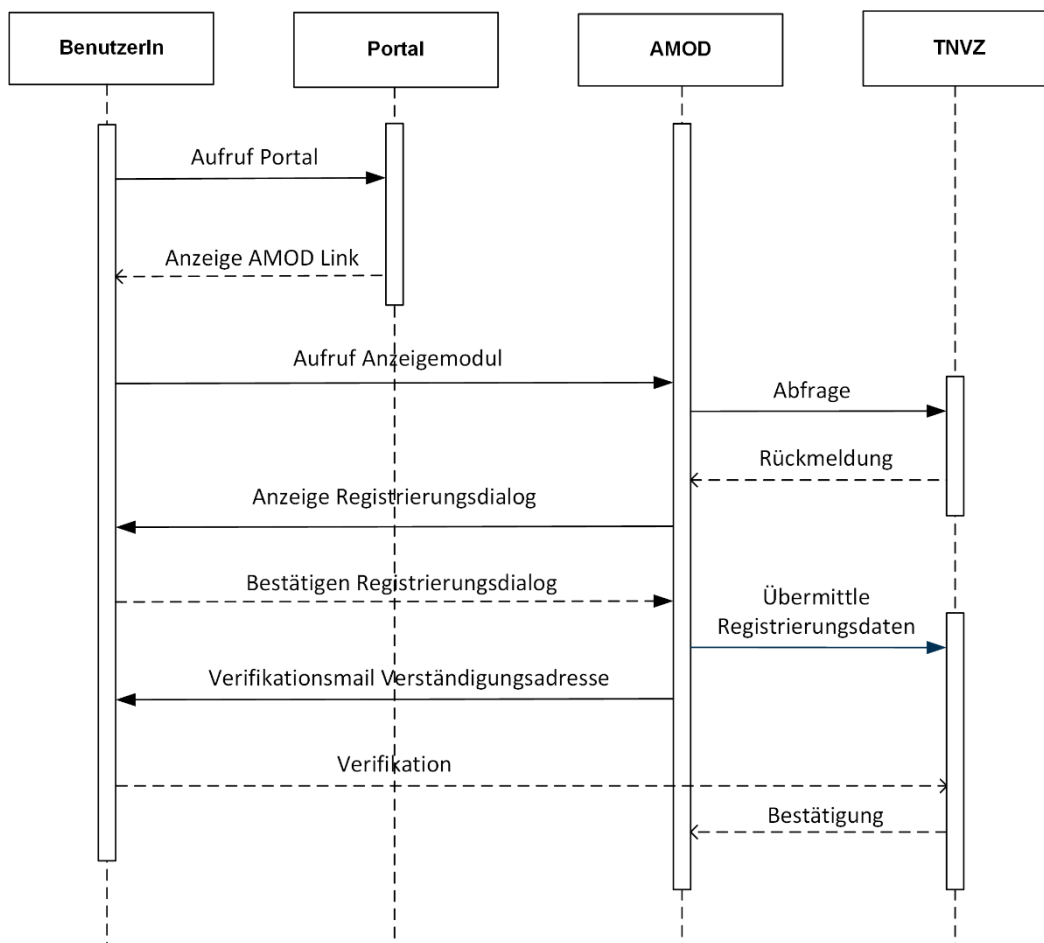 BenutzerIn
Portal
AMOD
TNVZ
Aufruf Portal
Anzeige AMOD Link
Aufruf Anzeigemodul
Abfrage
Rückmeldung
Anzeige Registrierungsdialog
Bestätigen Registrierungsdialog
Übermittle
Registrierungsdaten
Verifikationsmail Verständigungsadresse
Verifikation
Bestätigung